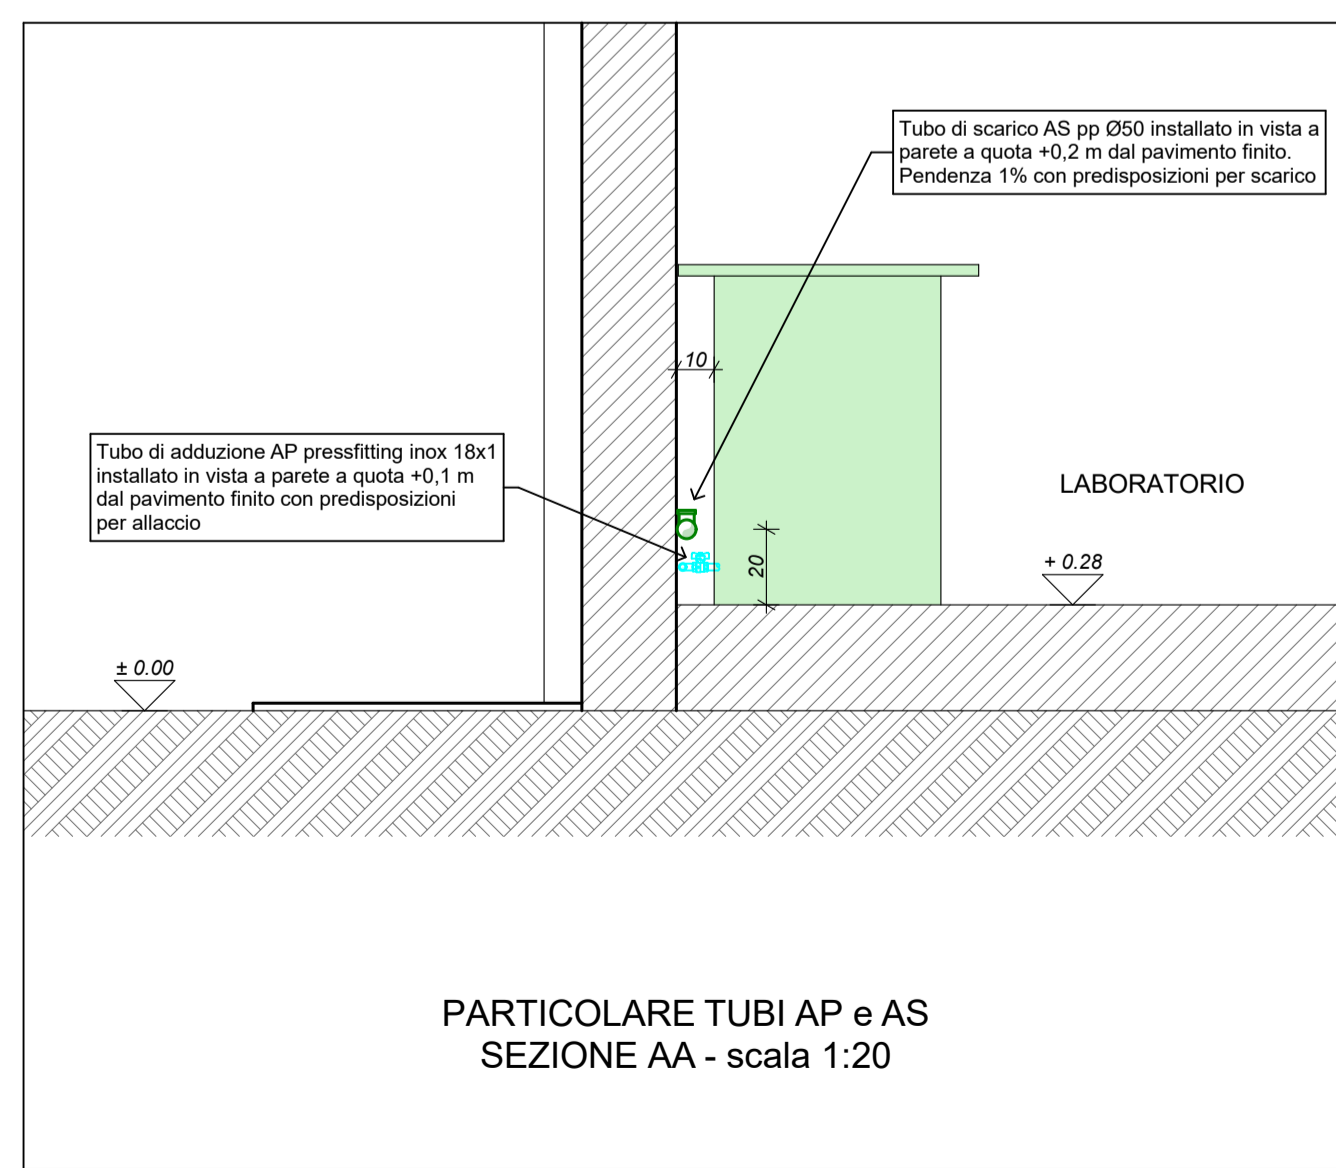 Tubo di scarico AS pp Ø50 installato in vista a
parete a quota +0,2 m dal pavimento finito.
Pendenza 1% con predisposizioni per scarico
10
Tubo di adduzione AP pressfitting inox 18x1
installato in vista a parete a quota +0,1 m
dal pavimento finito con predisposizioni
per allaccio
LABORATORIO
20
+ 0.28
± 0.00
PARTICOLARE TUBI AP e AS
SEZIONE AA - scala 1:20